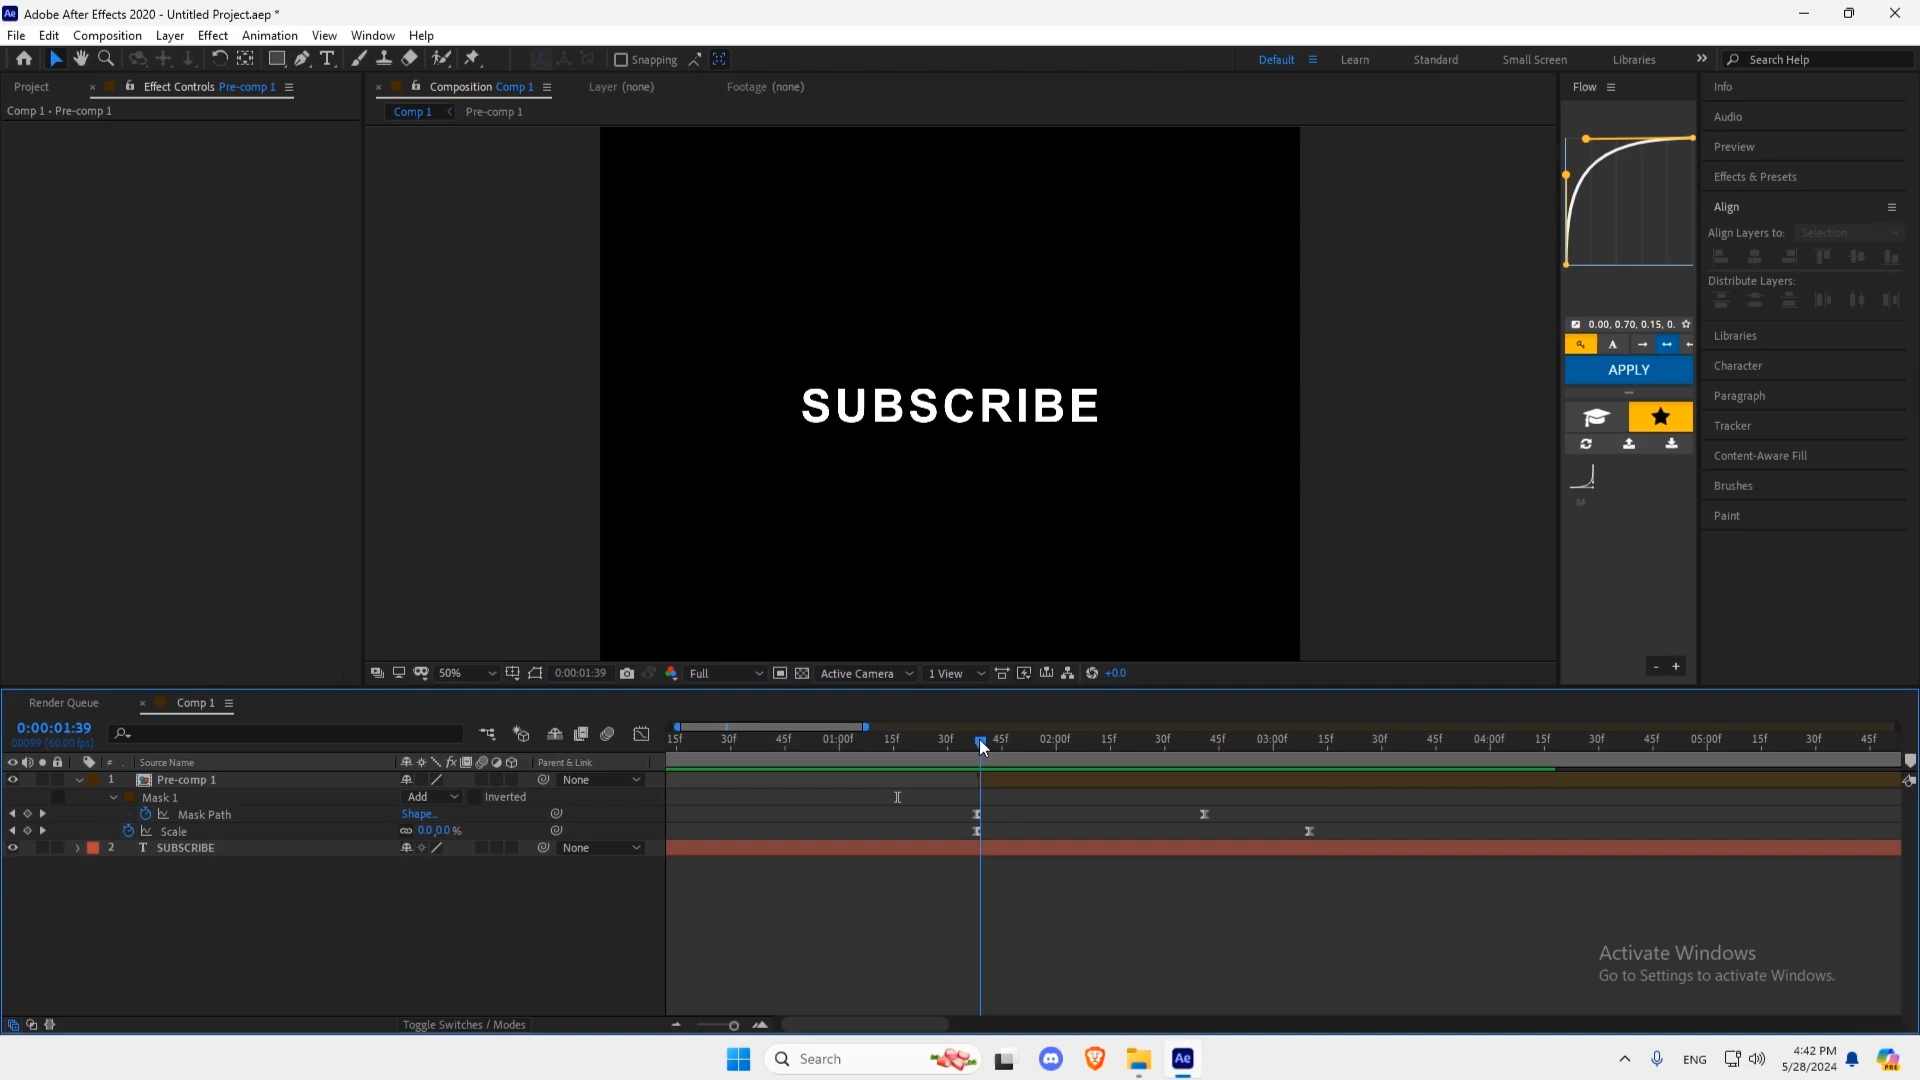 Adobe After Effects 2020 - Untitled Project.aep *
File Edit Composition Layer Effect Animation View Window Help
Snapping
Default Learn Standard Small Screen Libraries Search Help
Project Effect Controls Pre-comp 1
Comp 1 • Pre-comp 1
Composition Comp 1 Layer (none) Footage (none)
Comp 1 Pre-comp 1
SUBSCRIBE
50% 0:00:01:39 Full Active Camera 1 View +0.0
Flow
0.00, 0.70, 0.15, 0.
A
APPLY
M
- +
Info
Audio
Preview
Effects & Presets
Align
Align Layers to: Selection
Distribute Layers:
Libraries
Character
Paragraph
Tracker
Content-Aware Fill
Brushes
Paint
Render Queue Comp 1
0:00:01:39
00099 (60.00 fps)
15f 30f 45f 01:00f 15f 30f 45f 02:00f 15f 30f 45f 03:00f 15f 30f 45f 04:00f 15f 30f 45f 05:00f 15f 30f 45f
# Source Name fx Parent & Link
1 Pre-comp 1 None
Mask 1 Add Inverted
Mask Path Shape...
Scale 0.0,0.0 %
2 T SUBSCRIBE None
Toggle Switches / Modes
Activate Windows
Go to Settings to activate Windows.
Search
Ae
ENG
4:42 PM
5/28/2024
PRE